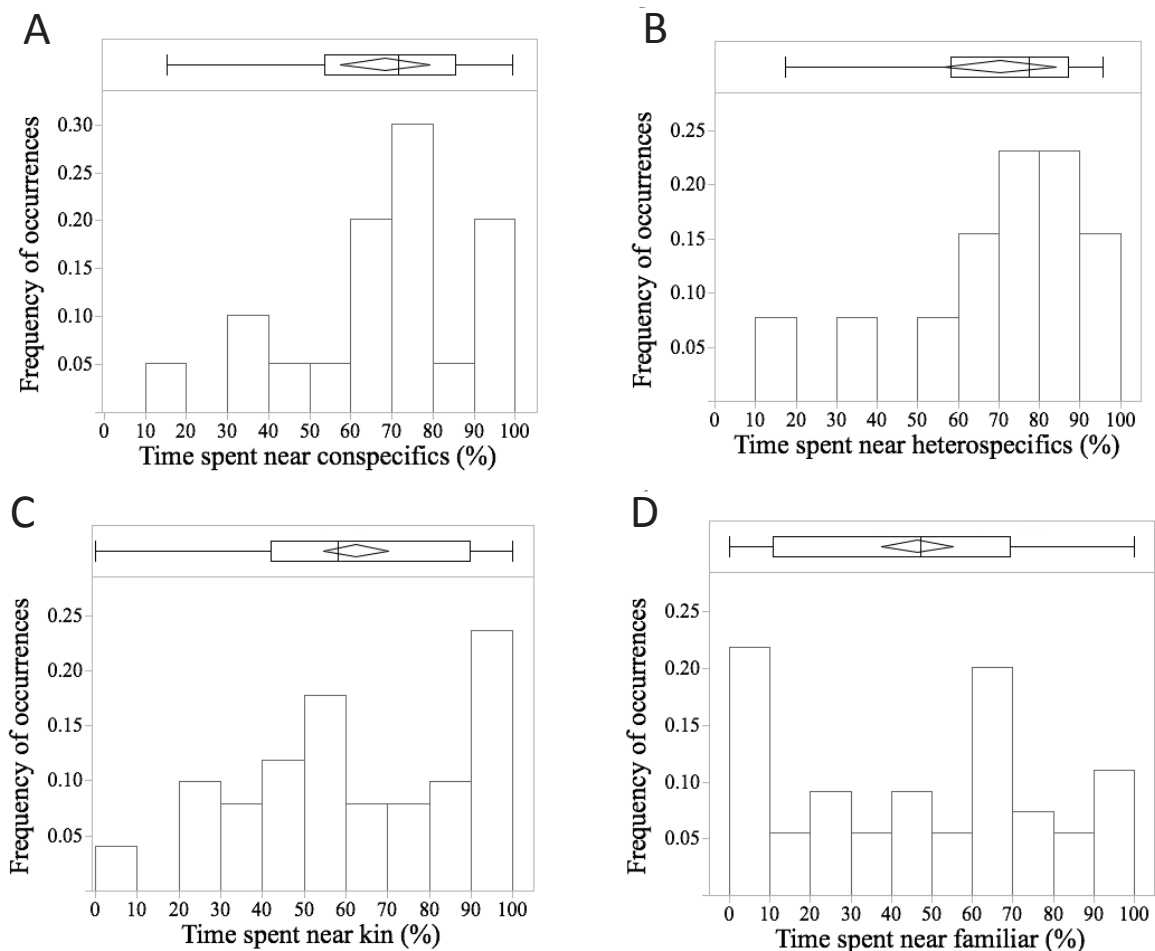 A
Frequency of occurrences
0.30
0.25
0.20
0.15
0.10
0.05
0 10 20 30 40 50 60 70 80 90 100
Time spent near conspecifics (%)
B
Frequency of occurrences
0.25
0.20
0.15
0.10
0.05
0 10 20 30 40 50 60 70 80 90 100
Time spent near heterospecifics (%)
C
Frequency of occurrences
0.25
0.20
0.15
0.10
0.05
0 10 20 30 40 50 60 70 80 90 100
Time spent near kin (%)
D
Frequency of occurrences
0.25
0.20
0.15
0.10
0.05
0 10 20 30 40 50 60 70 80 90 100
Time spent near familiar (%)